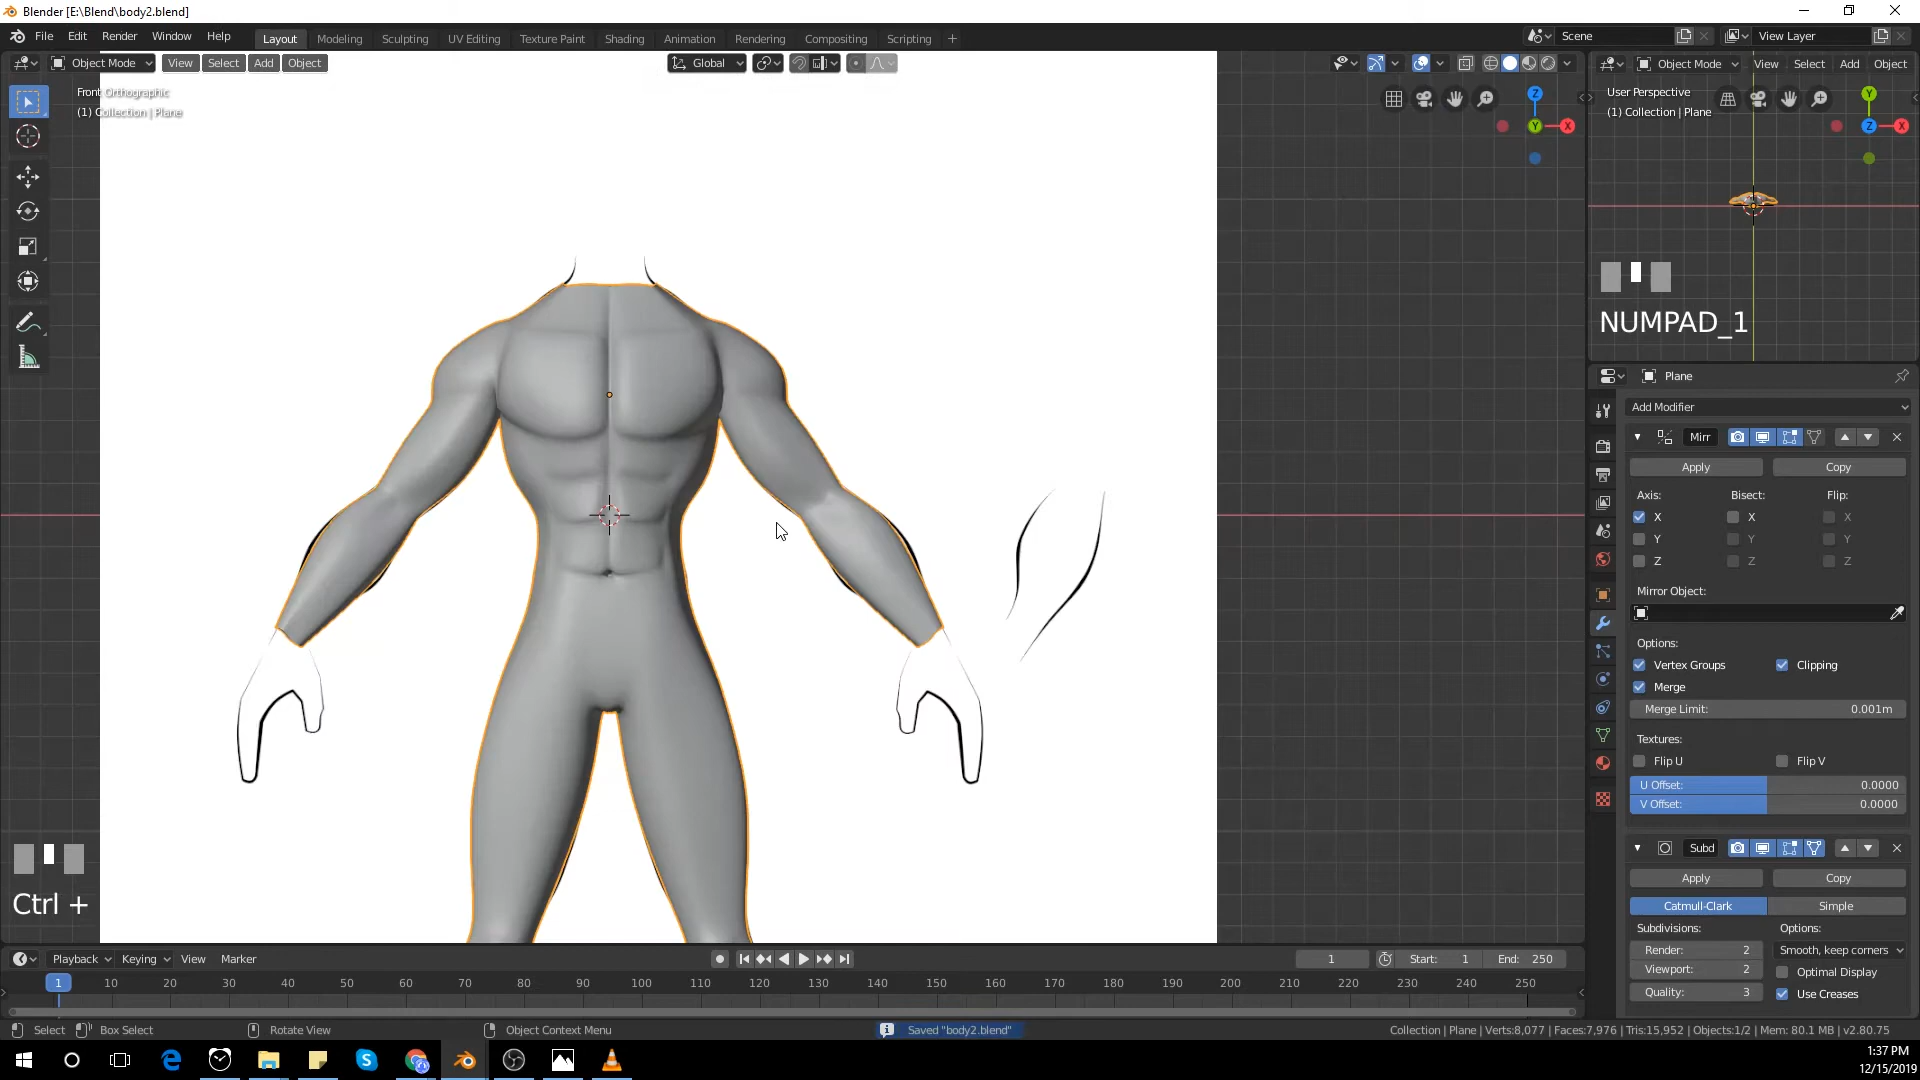 Blender [E:\Blend\body2.blend]
File Edit Render Window Help
Layout Modeling Sculpting UV Editing Texture Paint Shading Animation Rendering Compositing Scripting +
Scene
View Layer
Object Mode View Select Add Object
Global
Object Mode View Select Add Object
Front Orthographic
(1) Collection | Plane
User Perspective
(1) Collection | Plane
Z
Y
X
Y
Z
X
NUMPAD_1
Plane
Add Modifier
Mirr
Apply Copy
Axis: Bisect: Flip:
X X X
Y Y Y
Z Z Z
Mirror Object:
Options:
Vertex Groups Clipping
Merge
Merge Limit: 0.001m
Textures:
Flip U Flip V
U Offset: 0.0000
V Offset: 0.0000
Subd
Apply Copy
Catmull-Clark Simple
Subdivisions: Options:
Render: 2 Smooth, keep corners
Viewport: 2 Optimal Display
Quality: 3 Use Creases
Ctrl +
Playback Keying View Marker
1 Start: 1 End: 250
1 10 20 30 40 50 60 70 80 90 100 110 120 130 140 150 160 170 180 190 200 210 220 230 240 250
Select Box Select Rotate View Object Context Menu
Saved "body2.blend"
Collection | Plane | Verts:8,077 | Faces:7,976 | Tris:15,952 | Objects:1/2 | Mem: 80.1 MB | v2.80.75
1:37 PM
12/15/2019